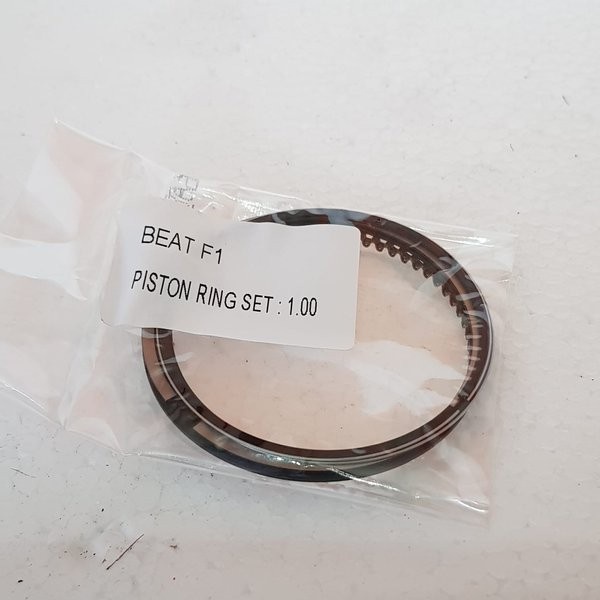 BEAT F1
PISTON RING SET : 1.00